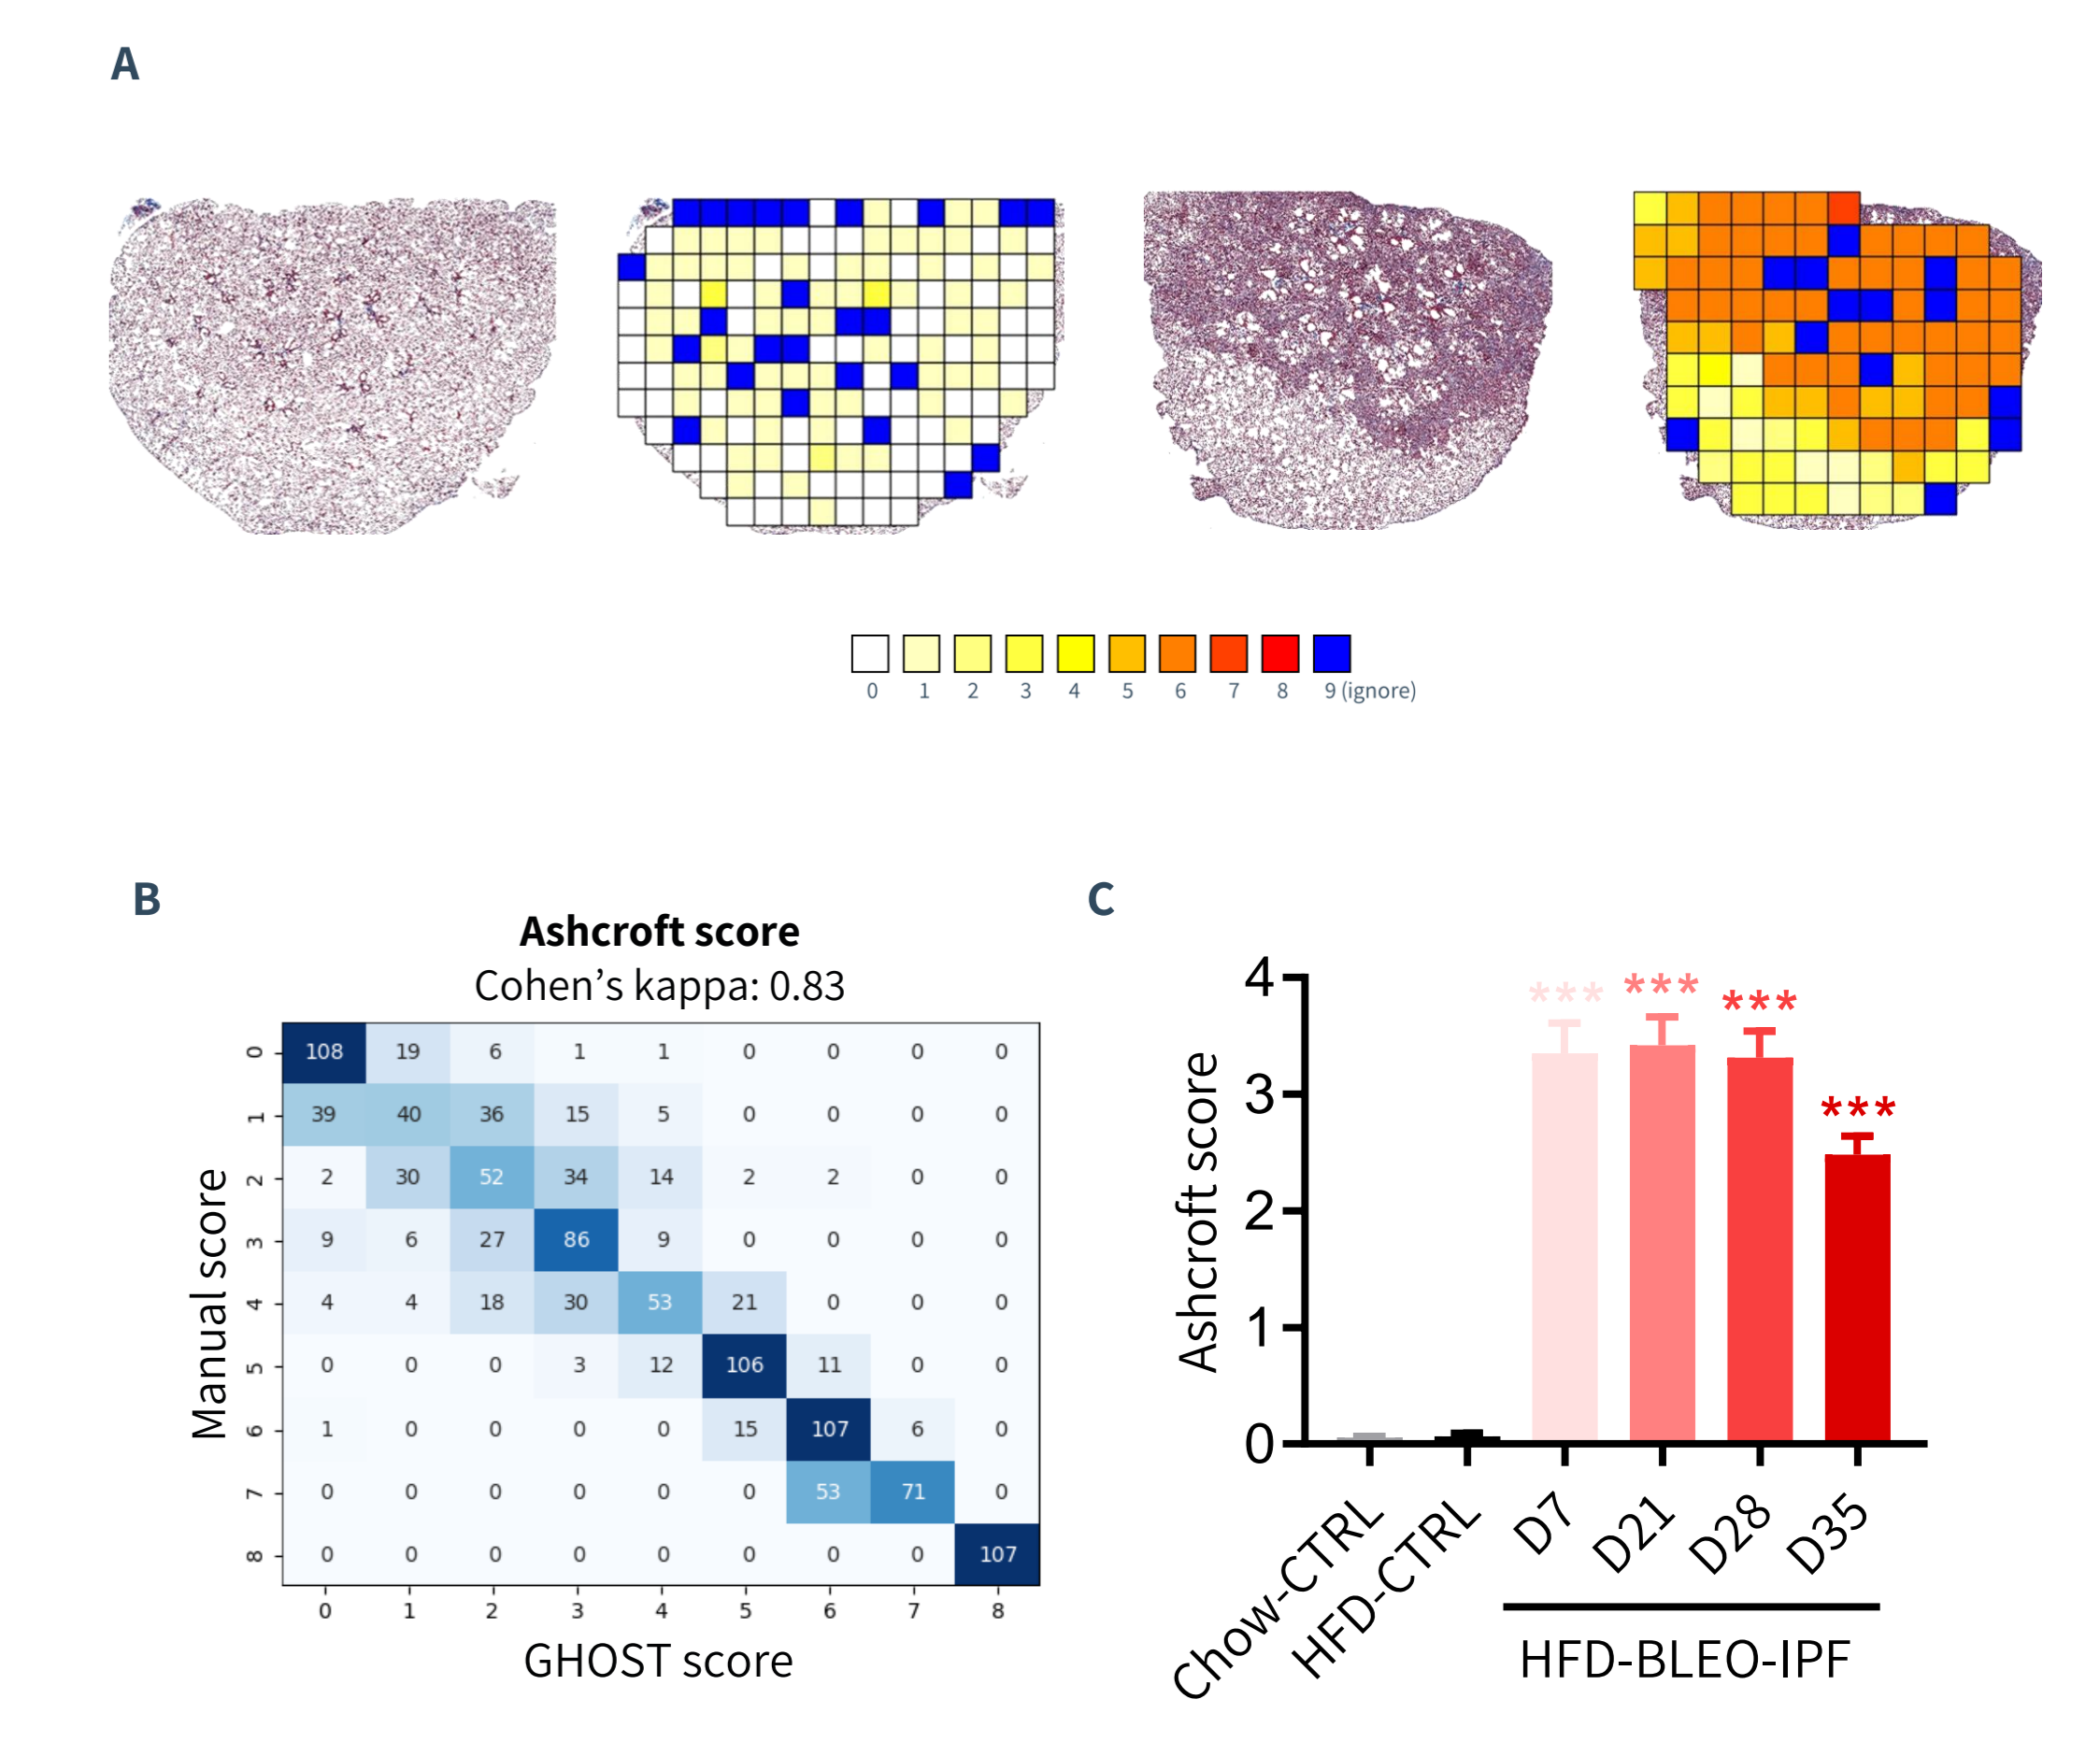 A
0 1 2 3 4 5 6 7 8 9 (ignore)
B
Ashcroft score
Cohen's kappa: 0.83
Manual score
0 108 19 6 1 1 0 0 0 0
1 39 40 36 15 5 0 0 0 0
2 2 30 52 34 14 2 2 0 0
3 9 6 27 86 9 0 0 0 0
4 4 4 18 30 53 21 0 0 0
5 0 0 0 3 12 106 11 0 0
6 1 0 0 0 0 15 107 6 0
7 0 0 0 0 0 0 53 71 0
8 0 0 0 0 0 0 0 0 107
0 1 2 3 4 5 6 7 8
GHOST score
C
Ashcroft score
4
3
2
1
0
*** *** *** ***
Chow-CTRL HFD-CTRL D7 D21 D28 D35
HFD-BLEO-IPF